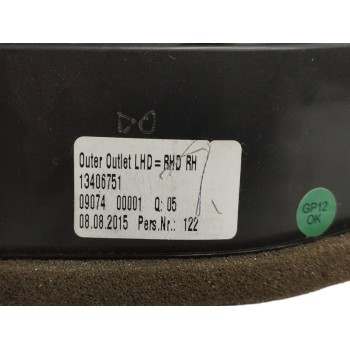 Outer Outlet LHD = RHD RH
13406751
09074 00001 Q: 05
08.08.2015 Pers.Nr.: 122
GP12
OK